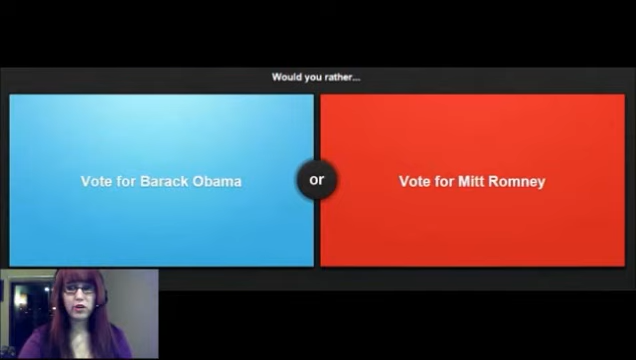 Would you rather...
Vote for Barack Obama
or
Vote for Mitt Romney